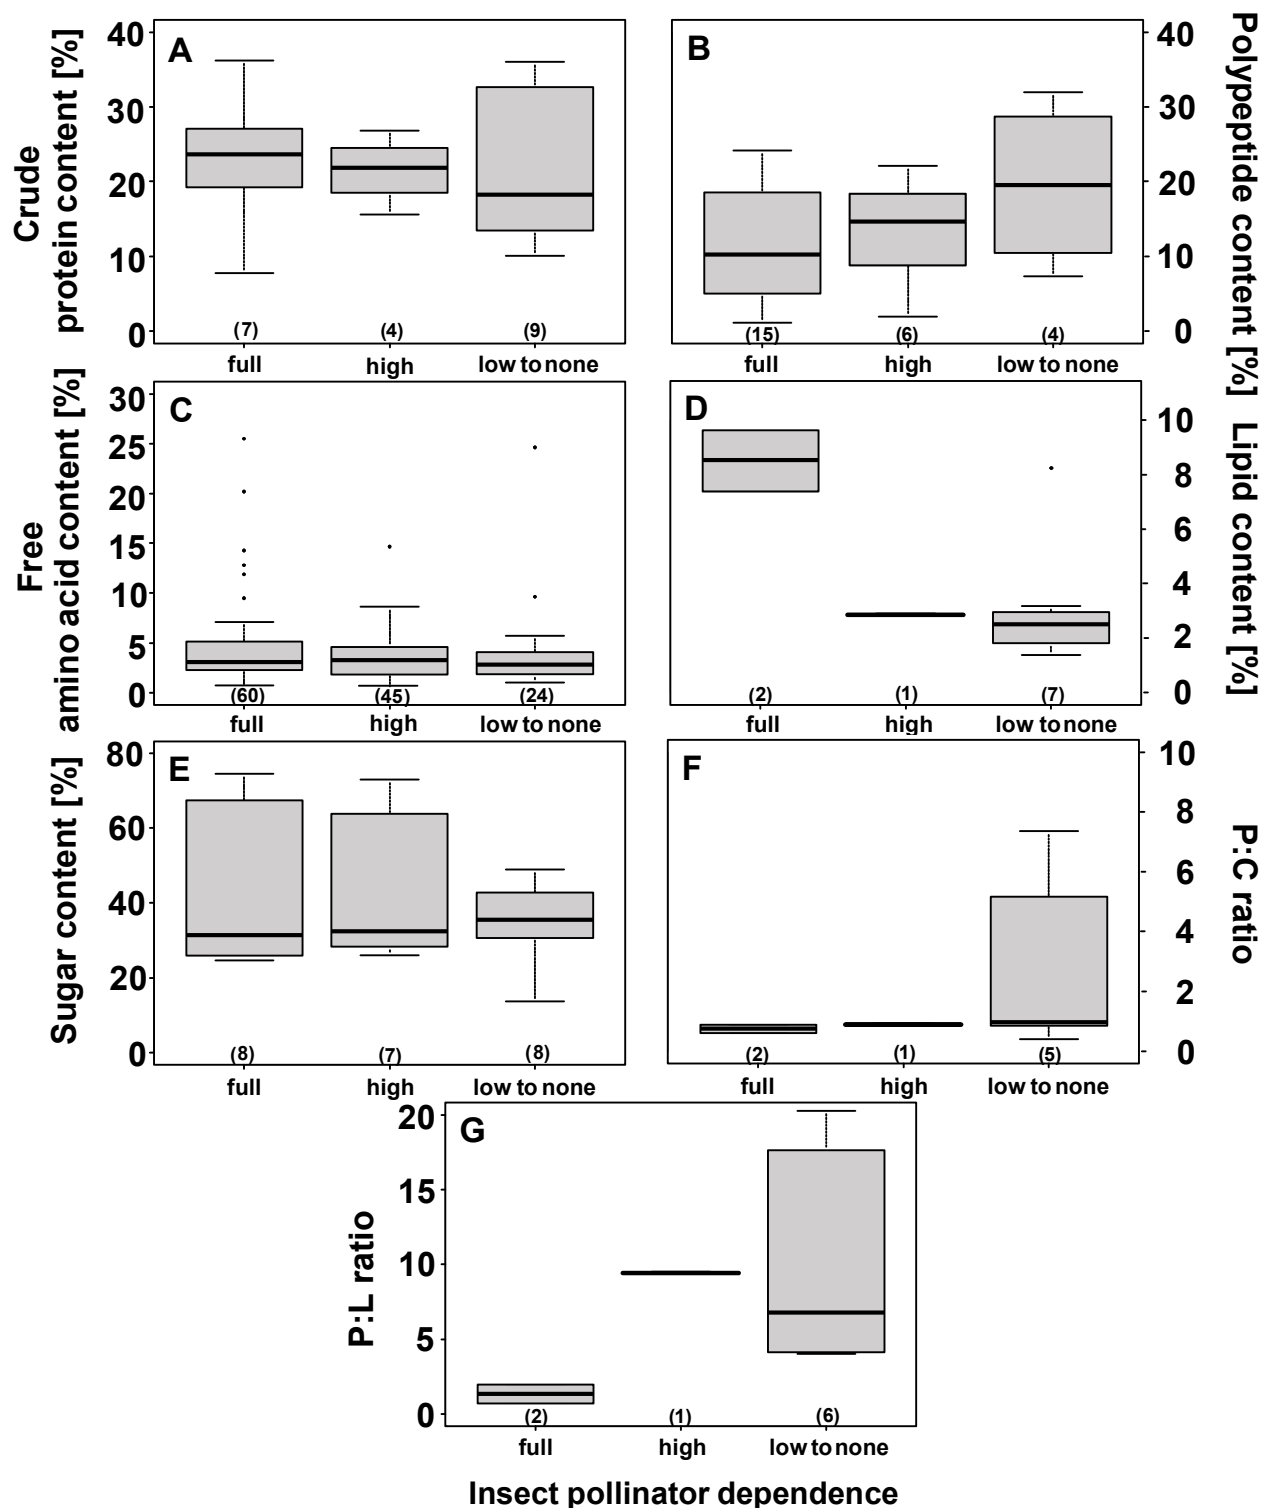 Crude
protein content [%]
A
40
30
20
10
0
(7)
(4)
(9)
full
high
low to none
B
40
30
20
10
0
Polypeptide content [%]
(15)
(6)
(4)
full
high
low to none
Free
amino acid content [%]
C
30
25
20
15
10
5
0
(60)
(45)
(24)
full
high
low to none
D
10
8
6
4
2
0
Lipid content [%]
(2)
(1)
(7)
full
high
low to none
Sugar content [%]
E
80
60
40
20
0
(8)
(7)
(8)
full
high
low to none
F
10
8
6
4
2
0
P:C ratio
(2)
(1)
(5)
full
high
low to none
P:L ratio
G
20
15
10
5
0
(2)
(1)
(6)
full
high
low to none
Insect pollinator dependence